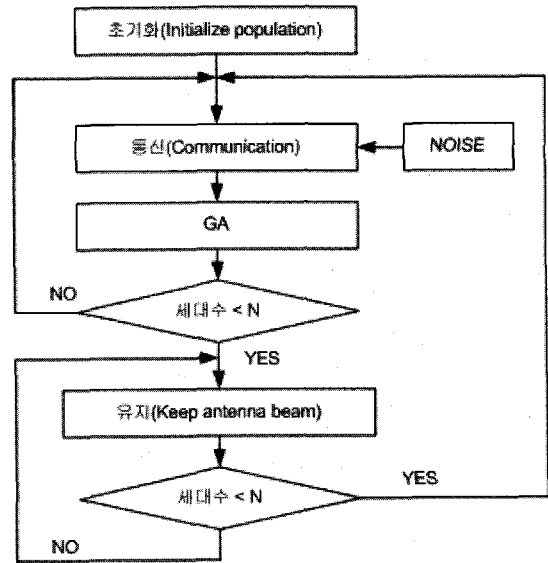 초기화(Initialize population)
통신(Communication)
NOISE
GA
NO
세대수 < N
YES
유지(Keep antenna beam)
세대수 < N
YES
NO